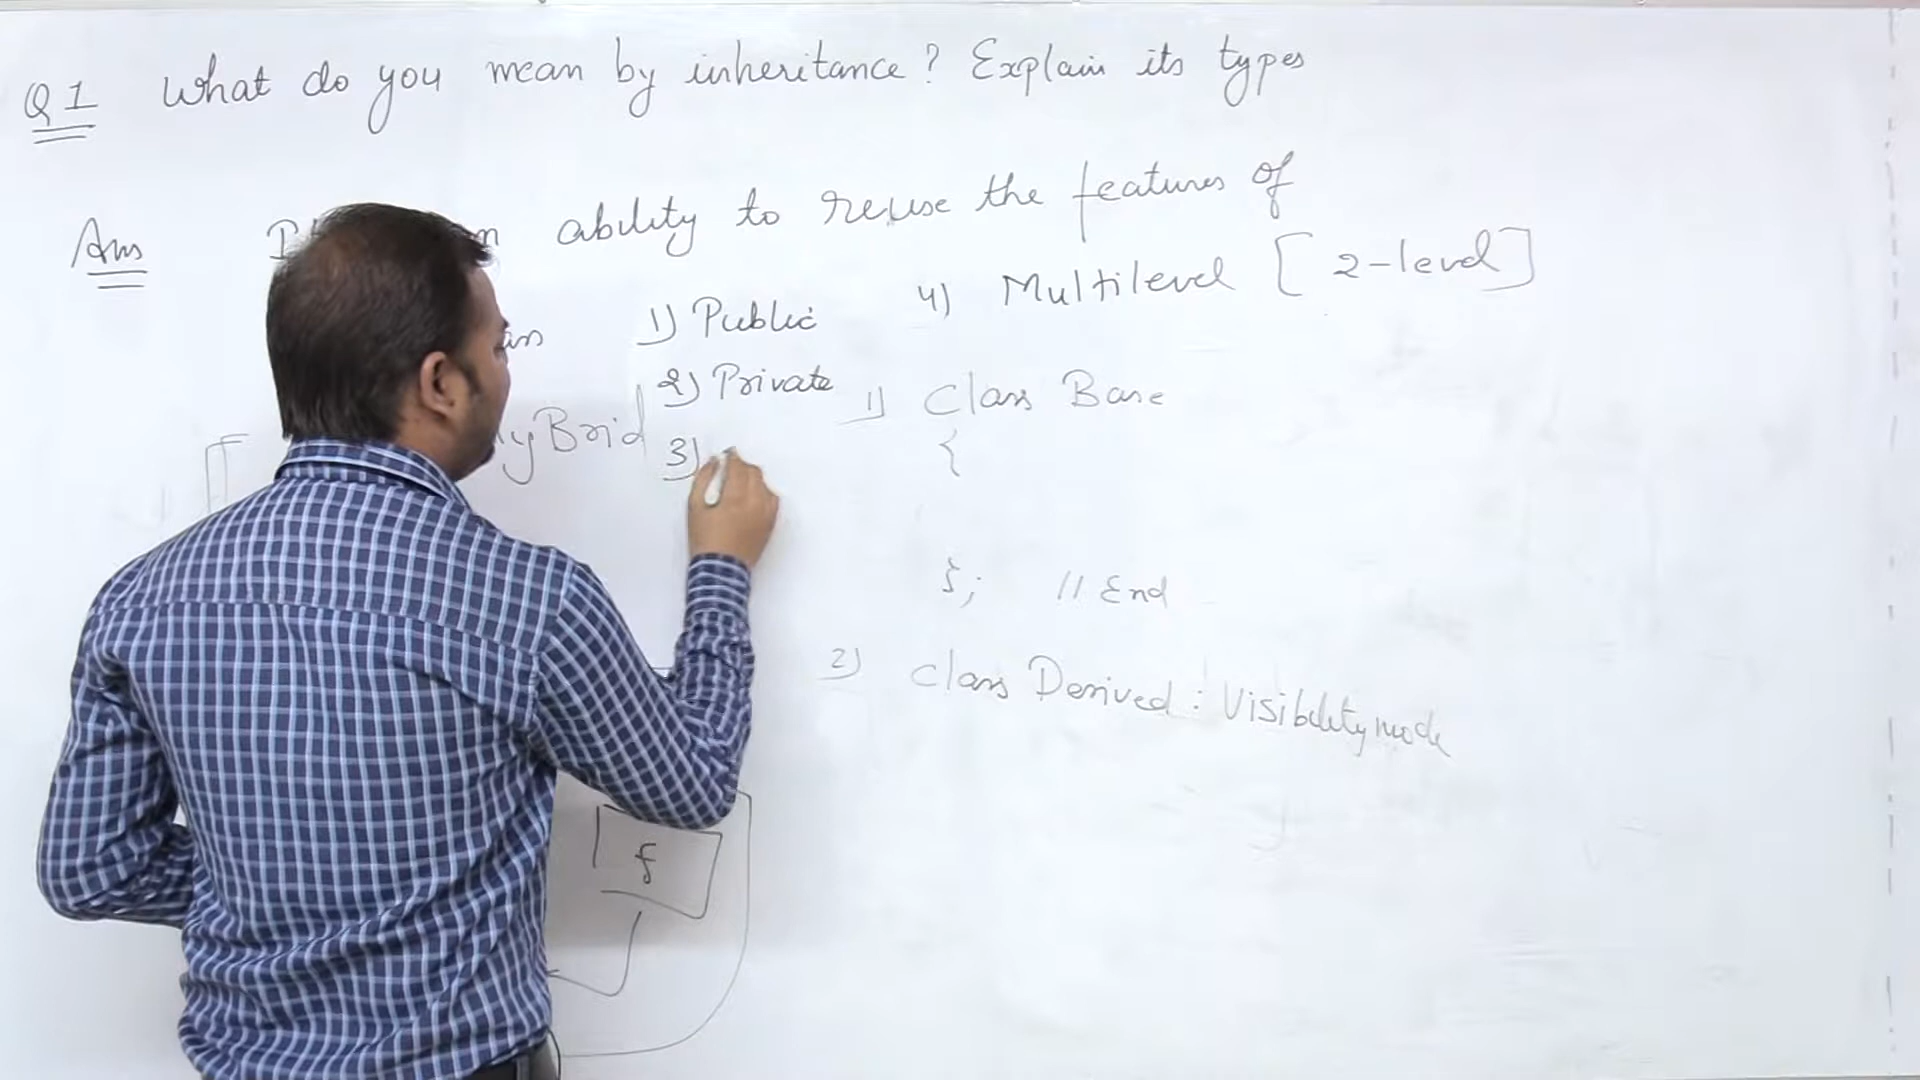 Q1 What do you mean by inheritance? Explain its types
Ans ability to reuse the features of
4) Multilevel [2-level]
1) Public
2) Private
3)
yBrid
1) Class Base
{
}; // End
2) class Derived : Visibility mode
f